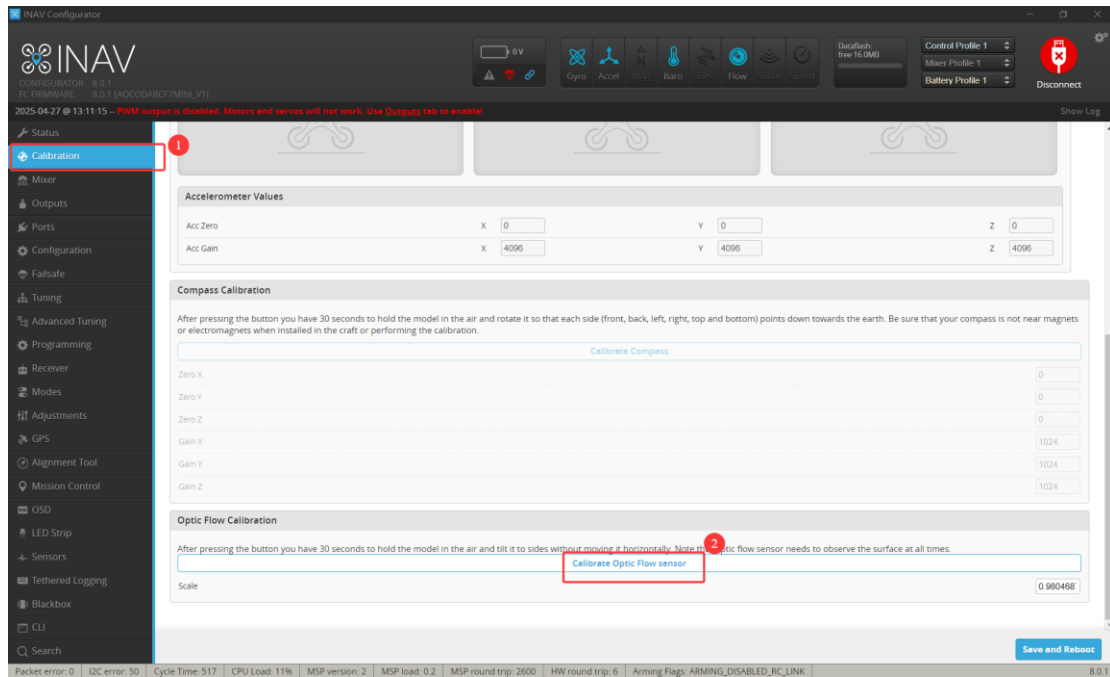 INAV Configurator
INAV
CONFIGURATOR 8.0.1
FC FIRMWARE 8.0.1 [AOCODARCF7MINI_V1]
0 V
Gyro Accel Mag Baro GPS Flow Sonar Speed
Dataflash:
free 16.0MB
Control Profile 1
Mixer Profile 1
Battery Profile 1
Disconnect
2025-04-27 @ 13:11:15 -- PWM output is disabled. Motors and servos will not work. Use Outputs tab to enable!
Show Log
Status
Calibration
1
Mixer
Outputs
Ports
Configuration
Failsafe
Tuning
Advanced Tuning
Programming
Receiver
Modes
Adjustments
GPS
Alignment Tool
Mission Control
OSD
LED Strip
Sensors
Tethered Logging
Blackbox
CLI
Search
Accelerometer Values
Acc Zero X 0 Y 0 Z 0
Acc Gain X 4096 Y 4096 Z 4096
Compass Calibration
After pressing the button you have 30 seconds to hold the model in the air and rotate it so that each side (front, back, left, right, top and bottom) points down towards the earth. Be sure that your compass is not near magnets
or electromagnets when installed in the craft or performing the calibration.
Calibrate Compass
Zero X 0
Zero Y 0
Zero Z 0
Gain X 1024
Gain Y 1024
Gain Z 1024
Optic Flow Calibration
After pressing the button you have 30 seconds to hold the model in the air and tilt it to sides without moving it horizontally. Note optic flow sensor needs to observe the surface at all times.
2
Calibrate Optic Flow sensor
Scale 0.980468
Save and Reboot
Packet error: 0 I2C error: 50 Cycle Time: 517 CPU Load: 11% MSP version: 2 MSP load: 0.2 MSP round trip: 2600 HW round trip: 6 Arming Flags: ARMING_DISABLED_RC_LINK 8.0.1